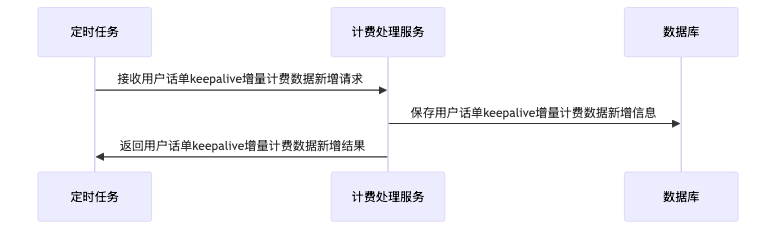 定时任务
计费处理服务
数据库
接收用户话单keepalive增量计费数据新增请求
保存用户话单keepalive增量计费数据新增信息
返回用户话单keepalive增量计费数据新增结果
定时任务
计费处理服务
数据库